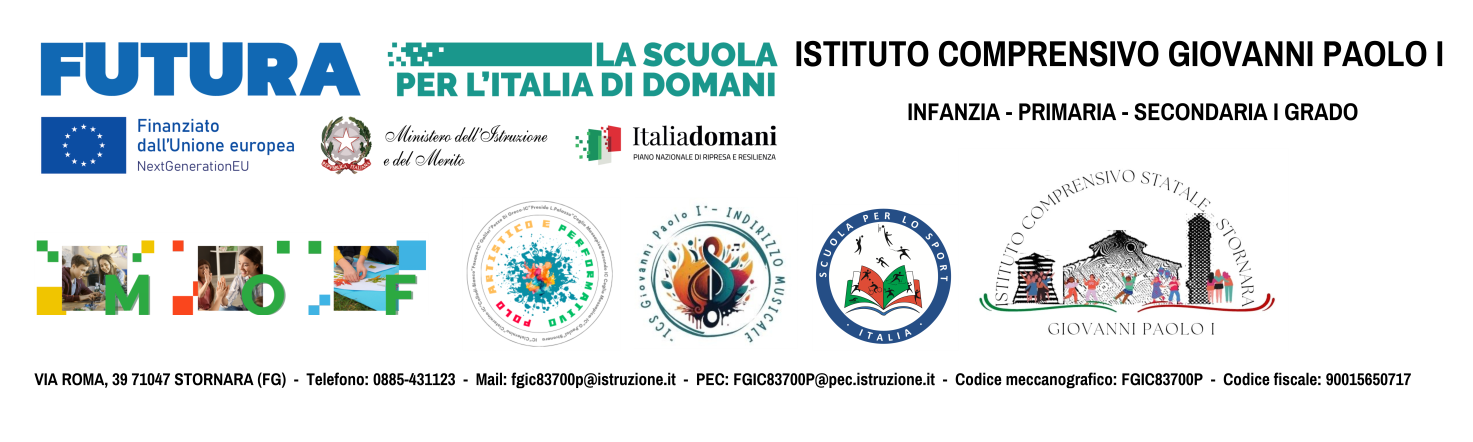 FUTURA
LA SCUOLA
PER L'ITALIA DI DOMANI
ISTITUTO COMPRENSIVO GIOVANNI PAOLO I
INFANZIA - PRIMARIA - SECONDARIA I GRADO
Finanziato
dall'Unione europea
NextGenerationEU
Ministero dell'Istruzione
e del Merito
REPUBBLICA ITALIANA
Italiadomani
PIANO NAZIONALE DI RIPRESA E RESILIENZA
M O F
POLO ARTISTICO E PERFORMATIVO
"ICS Giovanni Paolo I° - INDIRIZZO MUSICALE
SCUOLA PER LO SPORT
· ITALIA ·
ISTITUTO COMPRENSIVO STATALE - STORNARA
GIOVANNI PAOLO I
VIA ROMA, 39 71047 STORNARA (FG) - Telefono: 0885-431123 - Mail: fgic83700p@istruzione.it - PEC: FGIC83700P@pec.istruzione.it - Codice meccanografico: FGIC83700P - Codice fiscale: 90015650717